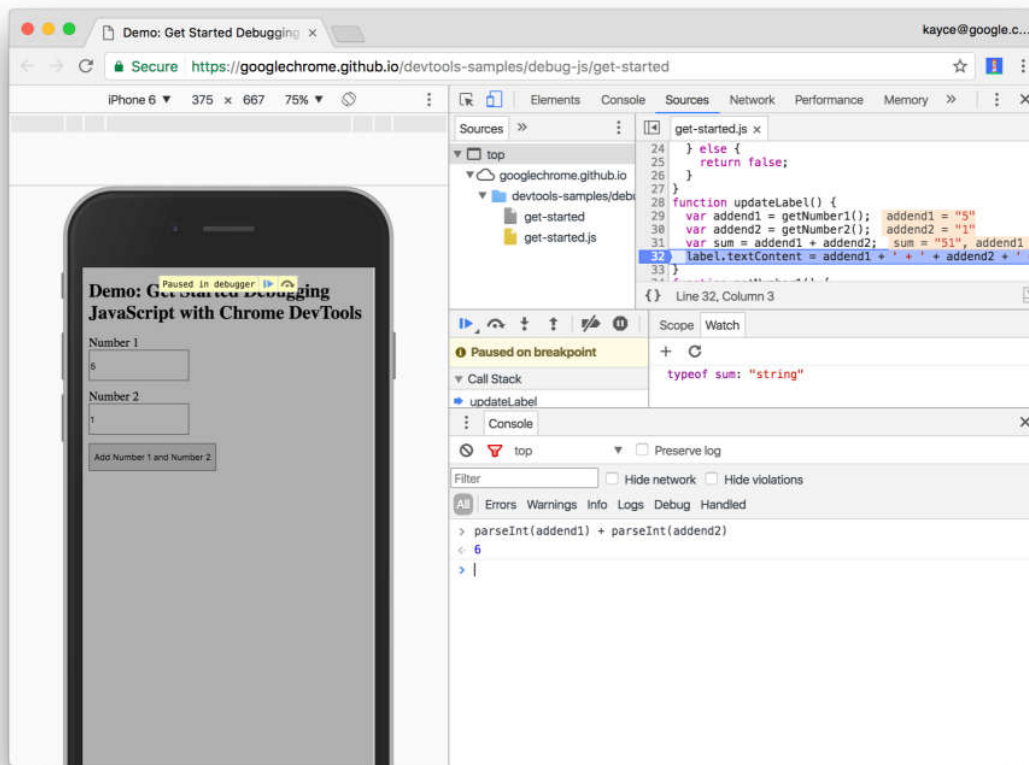 Demo: Get Started Debugging ×
kayce@google.c...
Secure https://googlechrome.github.io/devtools-samples/debug-js/get-started
iPhone 6 ▼ 375 × 667 75% ▼
Elements Console Sources Network Performance Memory »
Sources »
get-started.js ×
top
googlechrome.github.io
devtools-samples/debu
get-started
get-started.js
24 } else {
25 return false;
26 }
27 }
28 function updateLabel() {
29 var addend1 = getNumber1(); addend1 = "5"
30 var addend2 = getNumber2(); addend2 = "1"
31 var sum = addend1 + addend2; sum = "51", addend1
32 label.textContent = addend1 + ' + ' + addend2 + '
33 }
{} Line 32, Column 3
Paused in debugger
Demo: Get Started Debugging
JavaScript with Chrome DevTools
Number 1
5
Number 2
1
Add Number 1 and Number 2
Scope Watch
Paused on breakpoint
Call Stack
updateLabel
typeof sum: "string"
Console
top ▼ Preserve log
Filter Hide network Hide violations
All Errors Warnings Info Logs Debug Handled
> parseInt(addend1) + parseInt(addend2)
< 6
>